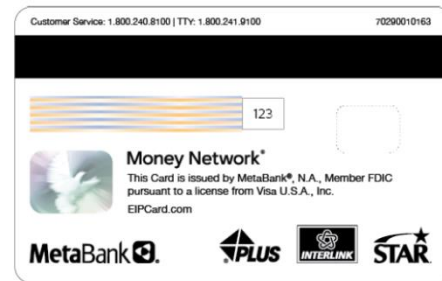 Customer Service: 1.800.240.8100 | TTY: 1.800.241.9100 70290010163
123
Money Network®
This Card is issued by MetaBank®, N.A., Member FDIC
pursuant to a license from Visa U.S.A., Inc.
EIPCard.com
MetaBank®. PLUS INTERLINK STAR